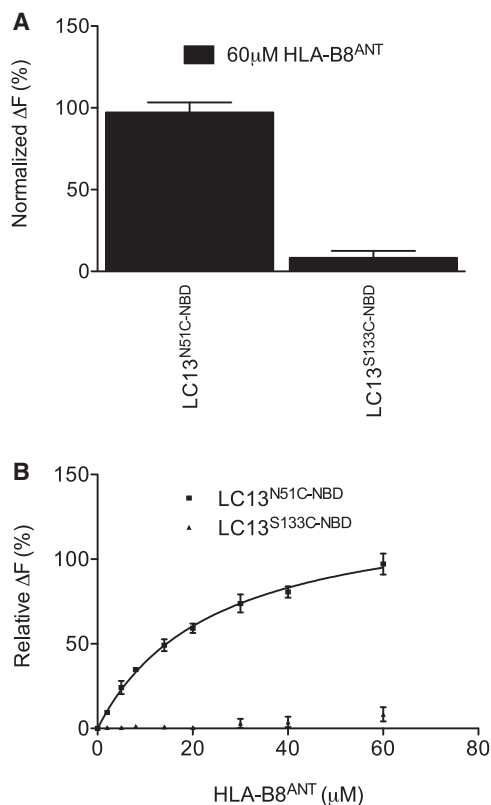 A
60μM HLA-B8ANT
Normalized ΔF (%)
150
100
50
0
LC13N51C-NBD
LC13S133C-NBD
B
LC13N51C-NBD
LC13S133C-NBD
Relative ΔF (%)
150
100
50
0
0 20 40 60 80
HLA-B8ANT (μM)